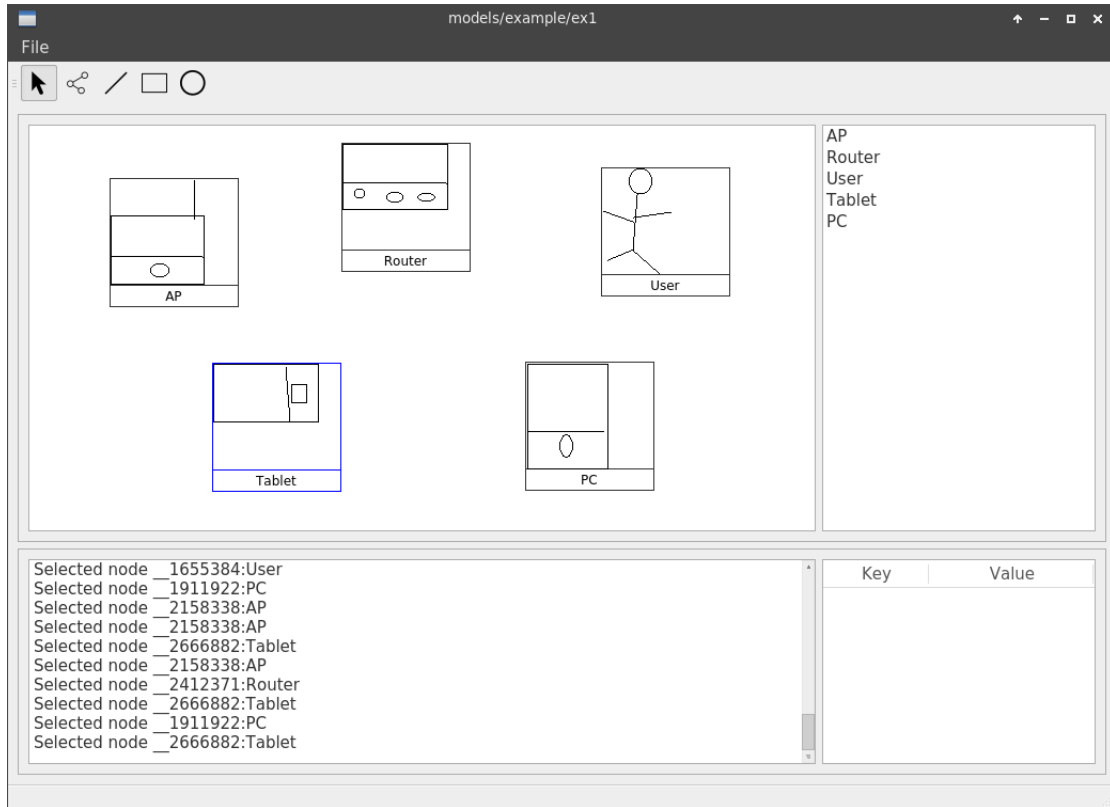 models/example/ex1
File
AP
Router
User
Tablet
PC
AP
Router
User
Tablet
PC
Selected node __1655384:User
Selected node __1911922:PC
Selected node __2158338:AP
Selected node __2158338:AP
Selected node __2666882:Tablet
Selected node __2158338:AP
Selected node __2412371:Router
Selected node __2666882:Tablet
Selected node __1911922:PC
Selected node __2666882:Tablet
Key Value